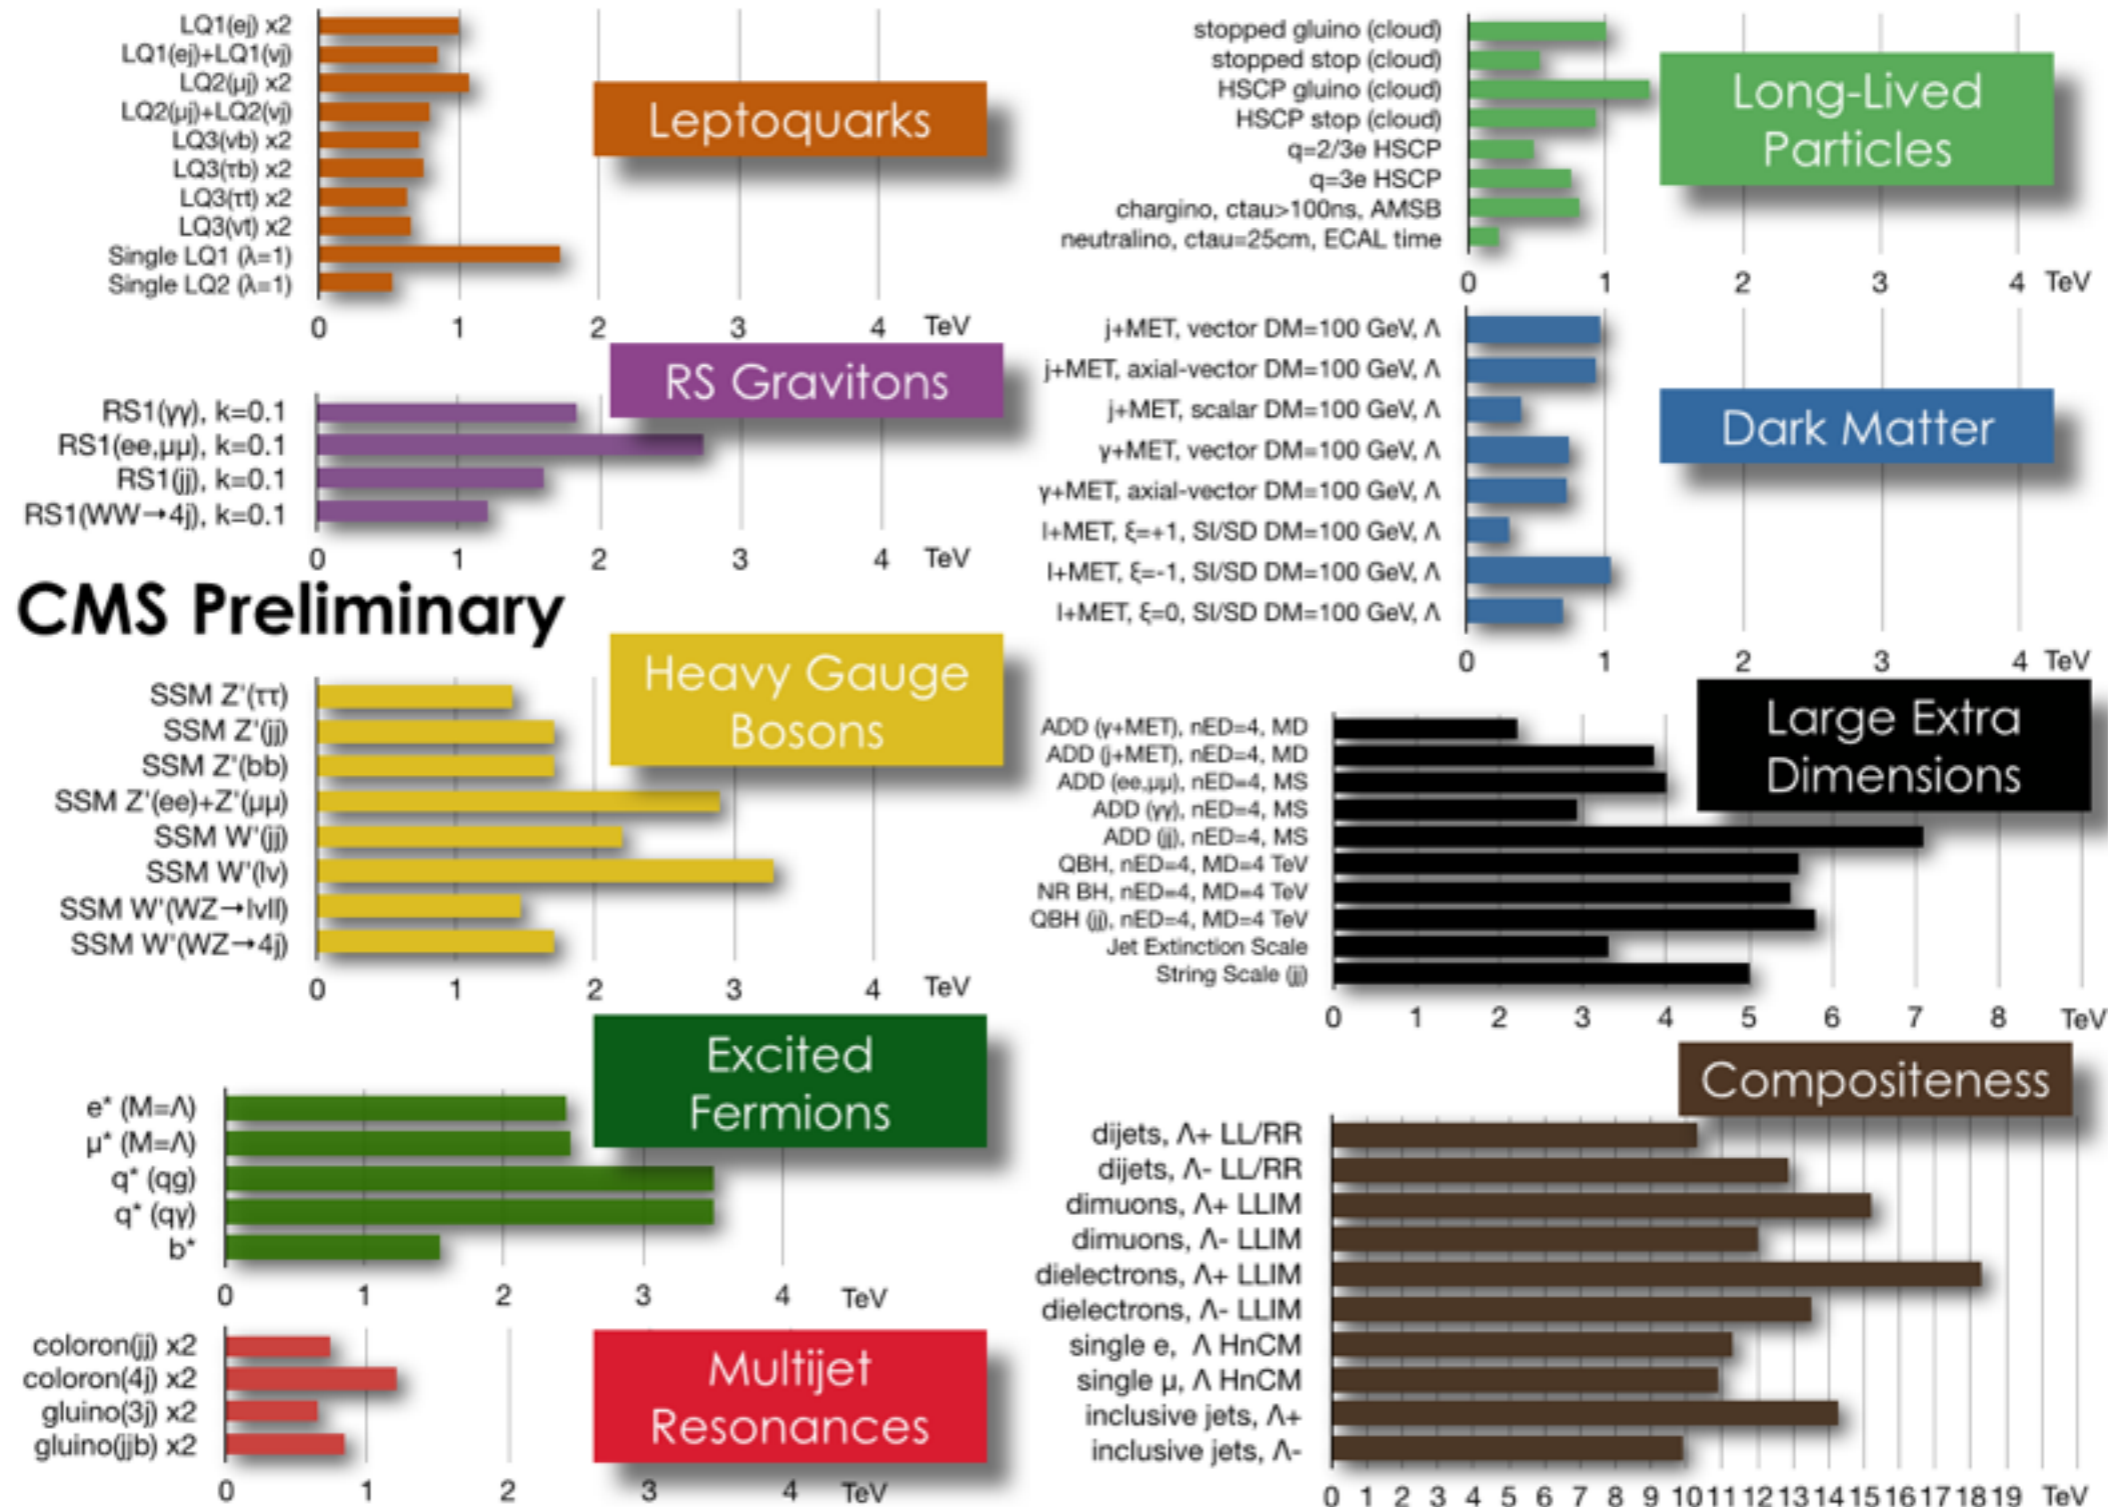 LQ1(ej) x2
LQ1(ej)+LQ1(νj)
LQ2(μj) x2
LQ2(μj)+LQ2(νj)
LQ3(νb) x2
LQ3(τb) x2
LQ3(τt) x2
LQ3(νt) x2
Single LQ1 (λ=1)
Single LQ2 (λ=1)
0 1 2 3 4 TeV
Leptoquarks
RS Gravitons
RS1(γγ), k=0.1
RS1(ee,μμ), k=0.1
RS1(jj), k=0.1
RS1(WW→4j), k=0.1
0 1 2 3 4 TeV
CMS Preliminary
Heavy Gauge
Bosons
SSM Z'(ττ)
SSM Z'(jj)
SSM Z'(bb)
SSM Z'(ee)+Z'(μμ)
SSM W'(jj)
SSM W'(lν)
SSM W'(WZ→lνll)
SSM W'(WZ→4j)
0 1 2 3 4 TeV
Excited
Fermions
e* (M=Λ)
μ* (M=Λ)
q* (qg)
q* (qγ)
b*
0 1 2 3 4 TeV
coloron(jj) x2
coloron(4j) x2
gluino(3j) x2
gluino(jjb) x2
0 1 2 3 4 TeV
Multijet
Resonances
stopped gluino (cloud)
stopped stop (cloud)
HSCP gluino (cloud)
HSCP stop (cloud)
q=2/3e HSCP
q=3e HSCP
chargino, ctau>100ns, AMSB
neutralino, ctau=25cm, ECAL time
0 1 2 3 4 TeV
Long-Lived
Particles
j+MET, vector DM=100 GeV, Λ
j+MET, axial-vector DM=100 GeV, Λ
j+MET, scalar DM=100 GeV, Λ
γ+MET, vector DM=100 GeV, Λ
γ+MET, axial-vector DM=100 GeV, Λ
l+MET, ξ=+1, SI/SD DM=100 GeV, Λ
l+MET, ξ=-1, SI/SD DM=100 GeV, Λ
l+MET, ξ=0, SI/SD DM=100 GeV, Λ
0 1 2 3 4 TeV
Dark Matter
Large Extra
Dimensions
ADD (γ+MET), nED=4, MD
ADD (j+MET), nED=4, MD
ADD (ee,μμ), nED=4, MS
ADD (γγ), nED=4, MS
ADD (jj), nED=4, MS
QBH, nED=4, MD=4 TeV
NR BH, nED=4, MD=4 TeV
QBH (jj), nED=4, MD=4 TeV
Jet Extinction Scale
String Scale (jj)
0 1 2 3 4 5 6 7 8 TeV
Compositeness
dijets, Λ+ LL/RR
dijets, Λ- LL/RR
dimuons, Λ+ LLIM
dimuons, Λ- LLIM
dielectrons, Λ+ LLIM
dielectrons, Λ- LLIM
single e, Λ HnCM
single μ, Λ HnCM
inclusive jets, Λ+
inclusive jets, Λ-
0 1 2 3 4 5 6 7 8 9 10 11 12 13 14 15 16 17 18 19 TeV